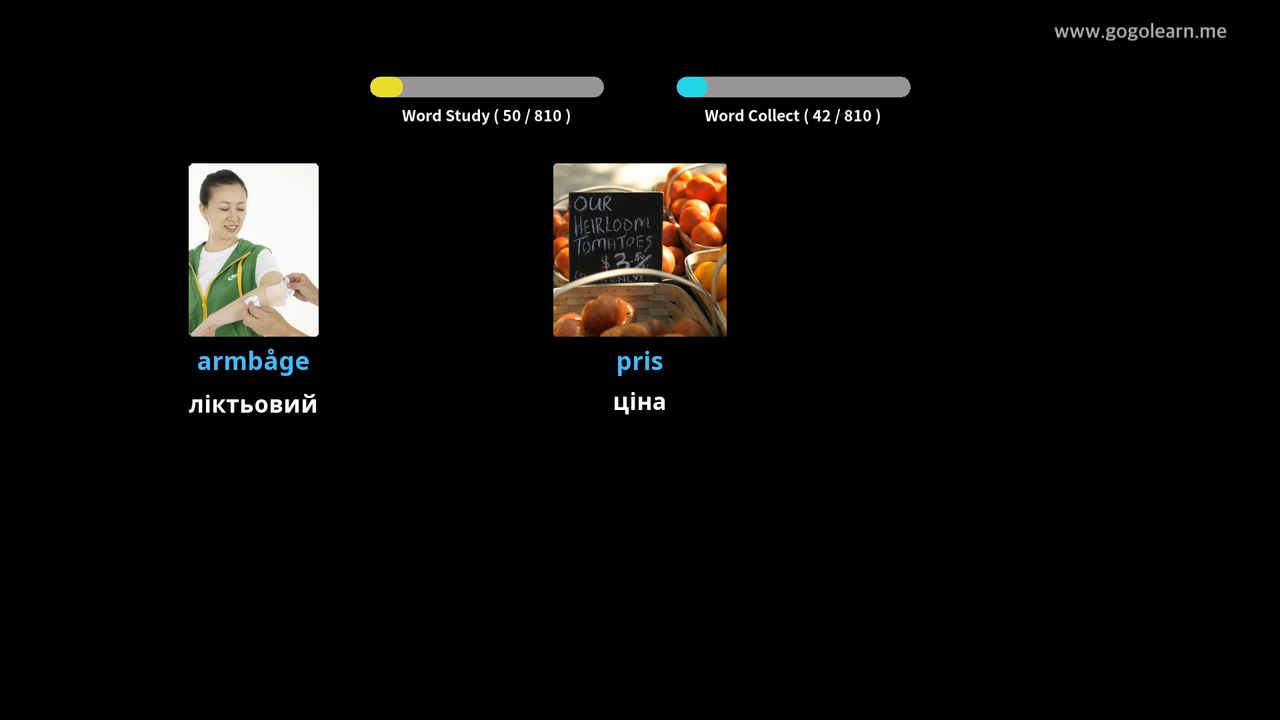 www.gogolearn.me
Word Study ( 50 / 810 )
Word Collect ( 42 / 810 )
OUR
HEIRLOOM
TOMATOES
armbåge
pris
ліктьовий
ціна